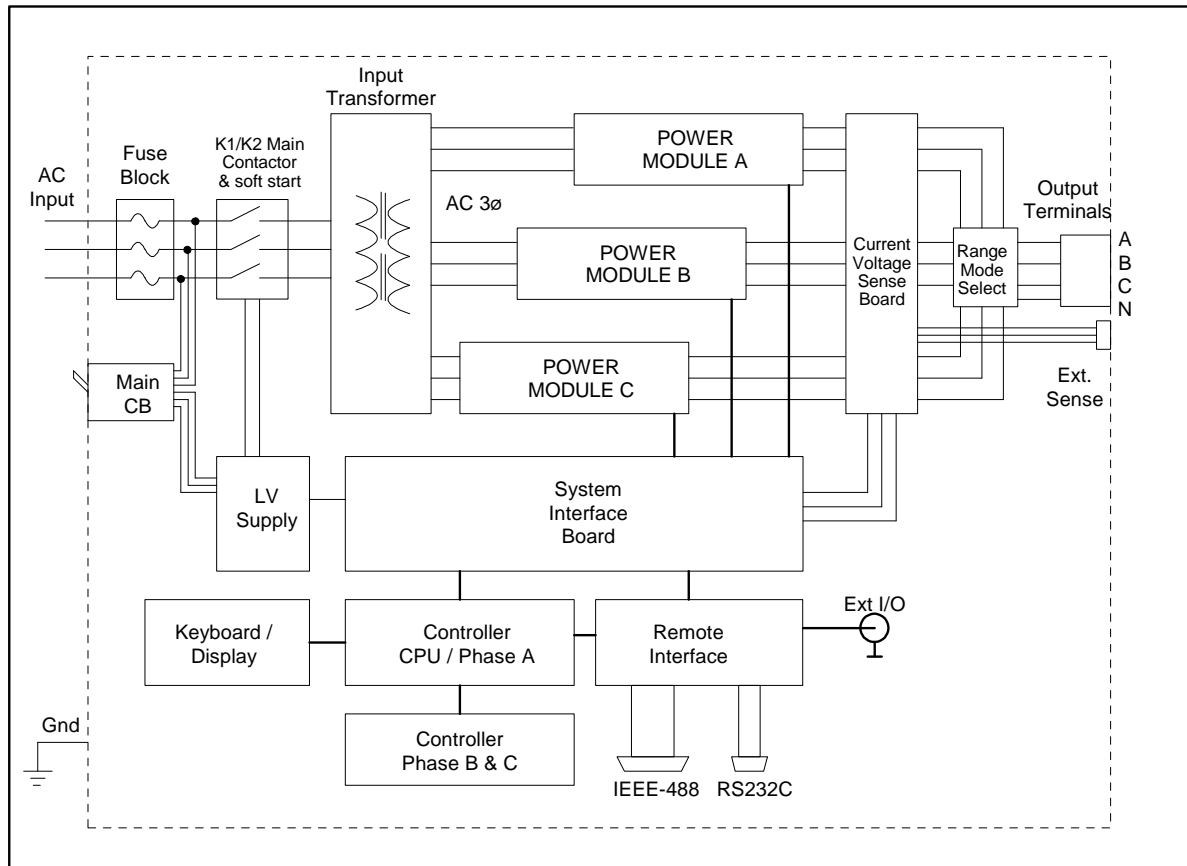 Input
Transformer
K1/K2 Main
Contactor
& soft start
Fuse
Block
AC
Input
POWER
MODULE A
AC 3ø
POWER
MODULE B
POWER
MODULE C
Current
Voltage
Sense
Board
Range
Mode
Select
Output
Terminals
A
B
C
N
Ext.
Sense
Main
CB
LV
Supply
System
Interface
Board
Keyboard /
Display
Controller
CPU / Phase A
Remote
Interface
Ext I/O
Gnd
Controller
Phase B & C
IEEE-488
RS232C